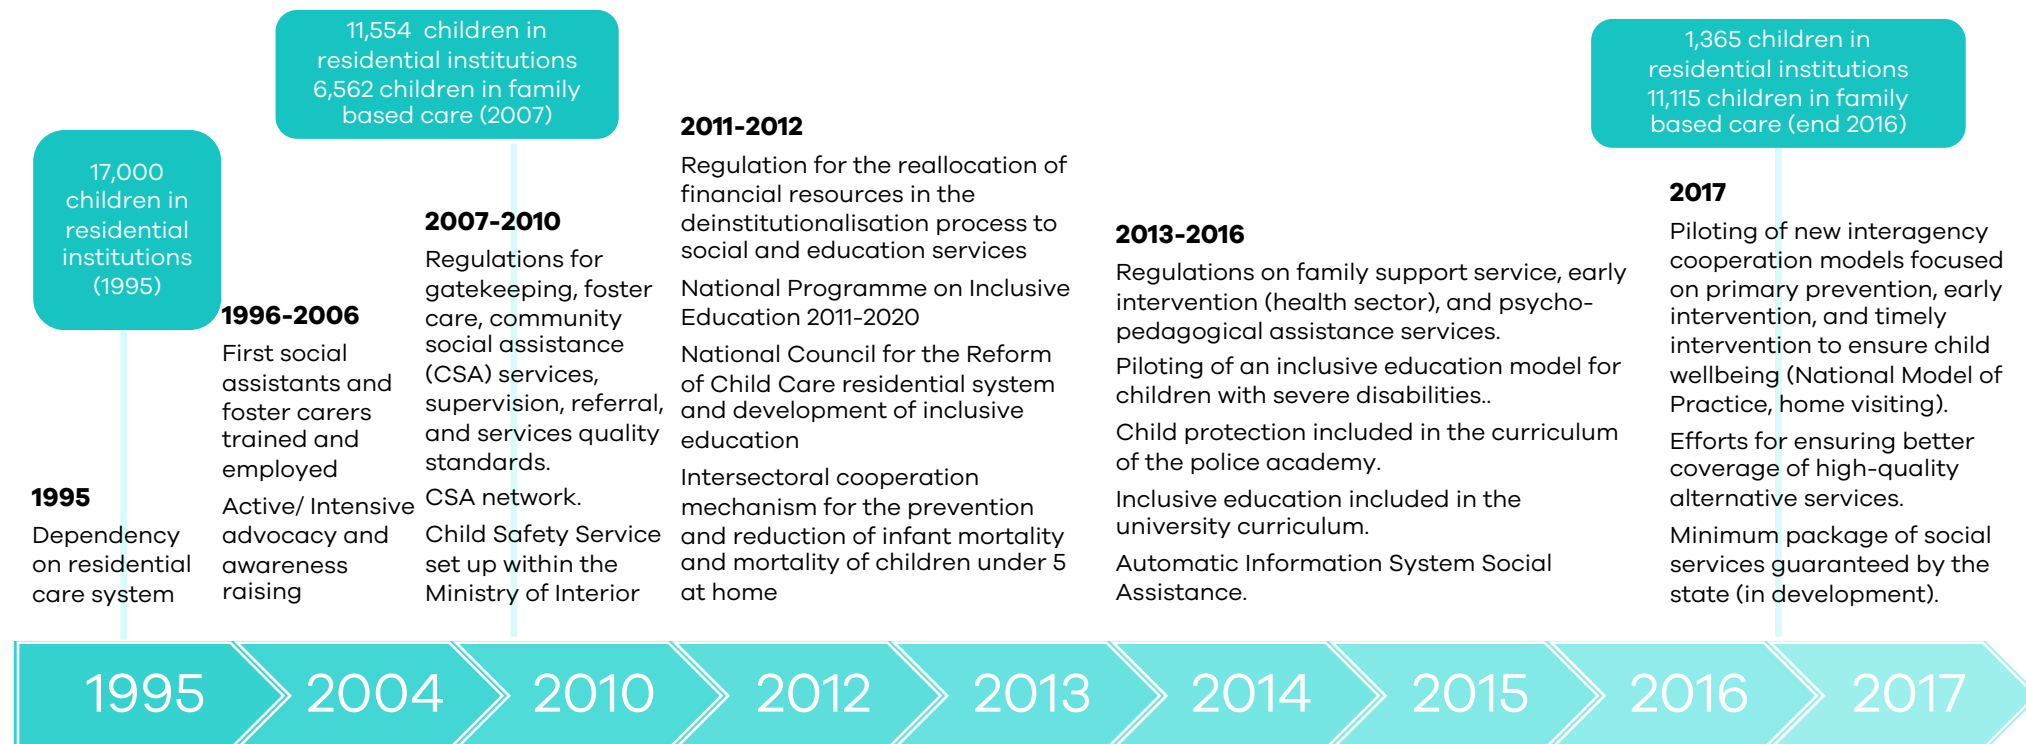 17,000
children in
residential
institutions
(1995)
11,554 children in
residential institutions
6,562 children in family
based care (2007)
1,365 children in
residential institutions
11,115 children in family
based care (end 2016)
1995
Dependency
on residential
care system
1996-2006
First social
assistants and
foster carers
trained and
employed
Active/ Intensive
advocacy and
awareness
raising
2007-2010
Regulations for
gatekeeping, foster
care, community
social assistance
(CSA) services,
supervision, referral,
and services quality
standards.
CSA network.
Child Safety Service
set up within the
Ministry of Interior
2011-2012
Regulation for the reallocation of
financial resources in the
deinstitutionalisation process to
social and education services
National Programme on Inclusive
Education 2011-2020
National Council for the Reform
of Child Care residential system
and development of inclusive
education
Intersectoral cooperation
mechanism for the prevention
and reduction of infant mortality
and mortality of children under 5
at home
2013-2016
Regulations on family support service, early
intervention (health sector), and psycho-
pedagogical assistance services.
Piloting of an inclusive education model for
children with severe disabilities..
Child protection included in the curriculum
of the police academy.
Inclusive education included in the
university curriculum.
Automatic Information System Social
Assistance.
2017
Piloting of new interagency
cooperation models focused
on primary prevention, early
intervention, and timely
intervention to ensure child
wellbeing (National Model of
Practice, home visiting).
Efforts for ensuring better
coverage of high-quality
alternative services.
Minimum package of social
services guaranteed by the
state (in development).
1995
2004
2010
2012
2013
2014
2015
2016
2017